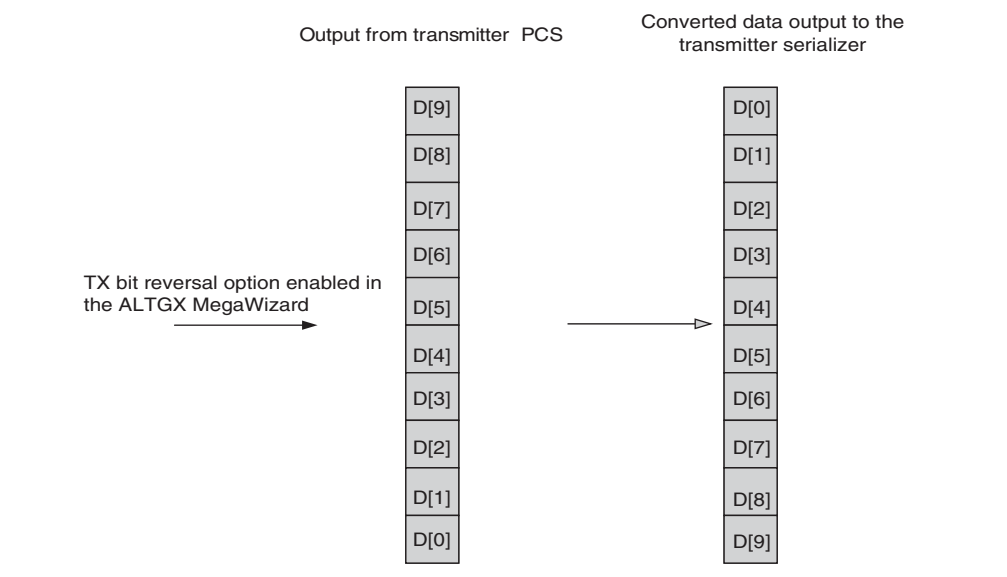 Output from transmitter PCS
Converted data output to the
transmitter serializer
TX bit reversal option enabled in
the ALTGX MegaWizard
D[9]
D[8]
D[7]
D[6]
D[5]
D[4]
D[3]
D[2]
D[1]
D[0]
D[0]
D[1]
D[2]
D[3]
D[4]
D[5]
D[6]
D[7]
D[8]
D[9]